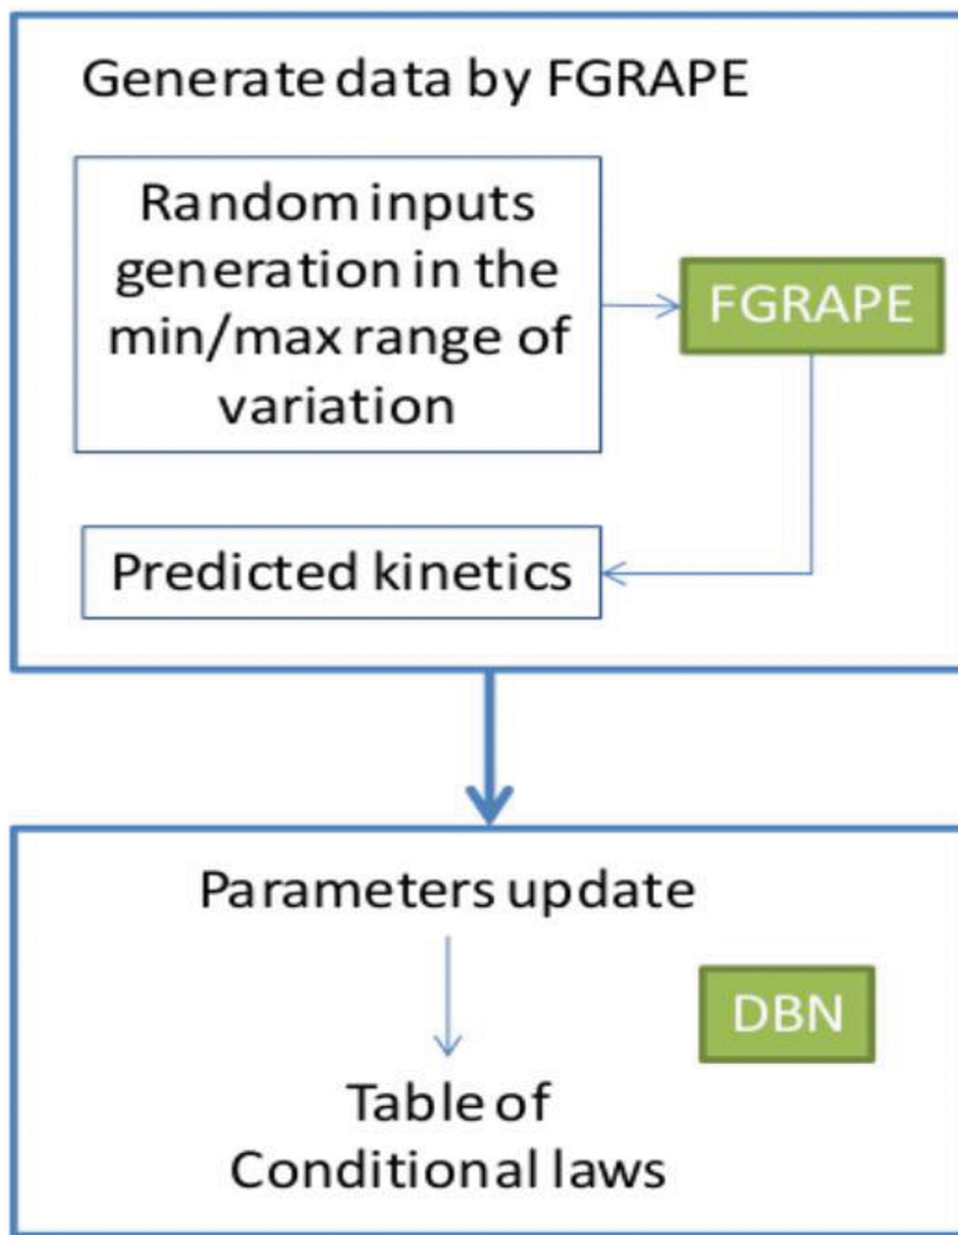 Generate data by FGRAPE
Random inputs
generation in the
min/max range of
variation
FGRAPE
Predicted kinetics
Parameters update
DBN
Table of
Conditional laws